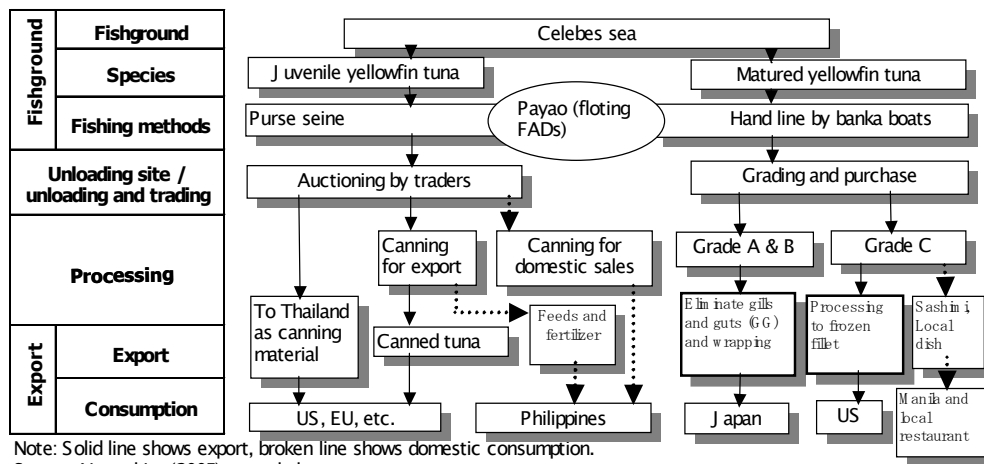 Fishground
Fishground
Celebes sea
Species
Juvenile yellowfin tuna
Matured yellowfin tuna
Fishing methods
Purse seine
Payao (floting
FADs)
Hand line by banka boats
Unloading site /
unloading and trading
Auctioning by traders
Grading and purchase
Processing
Canning
for export
Canning for
domestic sales
Grade A & B
Grade C
To Thailand
as canning
material
Feeds and
fertilizer
Eliminate gills
and guts (GG)
and wrapping
Processing
to frozen
fillet
Sashimi,
Local
dish
Export
Export
Canned tuna
Consumption
US, EU, etc.
Philippines
Japan
US
Manila and
local
restaurant
Note: Solid line shows export, broken line shows domestic consumption.